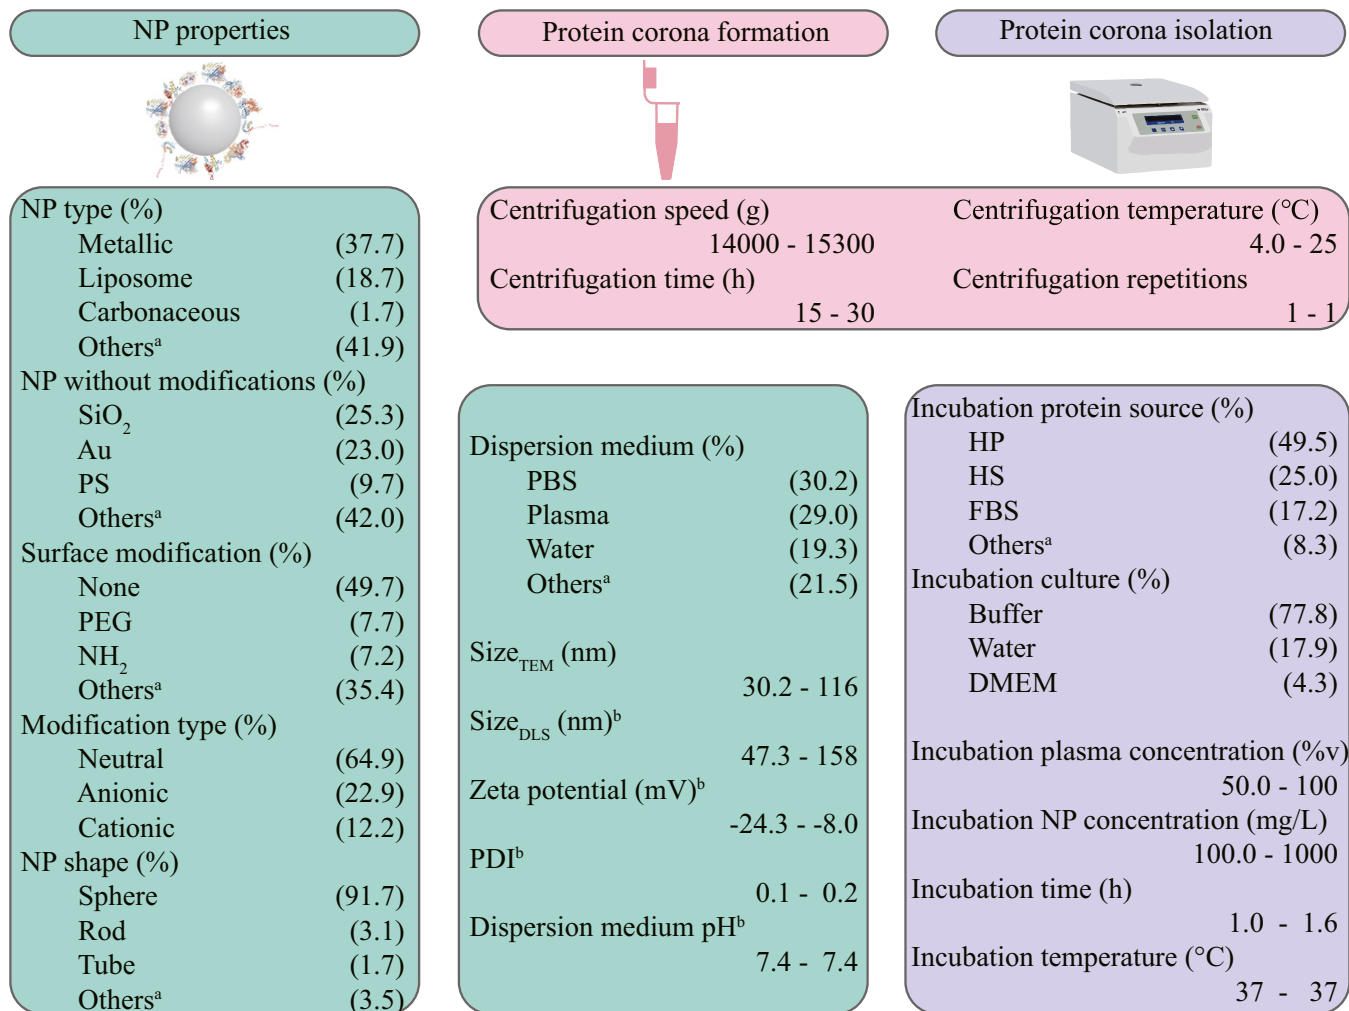 NP properties
Protein corona formation
Protein corona isolation
NP type (%)
Metallic (37.7)
Liposome (18.7)
Carbonaceous (1.7)
Othersᵃ (41.9)
NP without modifications (%)
SiO₂ (25.3)
Au (23.0)
PS (9.7)
Othersᵃ (42.0)
Surface modification (%)
None (49.7)
PEG (7.7)
NH₂ (7.2)
Othersᵃ (35.4)
Modification type (%)
Neutral (64.9)
Anionic (22.9)
Cationic (12.2)
NP shape (%)
Sphere (91.7)
Rod (3.1)
Tube (1.7)
Othersᵃ (3.5)
Centrifugation speed (g)
14000 - 15300
Centrifugation time (h)
15 - 30
Centrifugation temperature (°C)
4.0 - 25
Centrifugation repetitions
1 - 1
Dispersion medium (%)
PBS (30.2)
Plasma (29.0)
Water (19.3)
Othersᵃ (21.5)
Size_TEM (nm)
30.2 - 116
Size_DLS (nm)ᵇ
47.3 - 158
Zeta potential (mV)ᵇ
-24.3 - -8.0
PDIᵇ
0.1 - 0.2
Dispersion medium pHᵇ
7.4 - 7.4
Incubation protein source (%)
HP (49.5)
HS (25.0)
FBS (17.2)
Othersᵃ (8.3)
Incubation culture (%)
Buffer (77.8)
Water (17.9)
DMEM (4.3)
Incubation plasma concentration (%v)
50.0 - 100
Incubation NP concentration (mg/L)
100.0 - 1000
Incubation time (h)
1.0 - 1.6
Incubation temperature (°C)
37 - 37